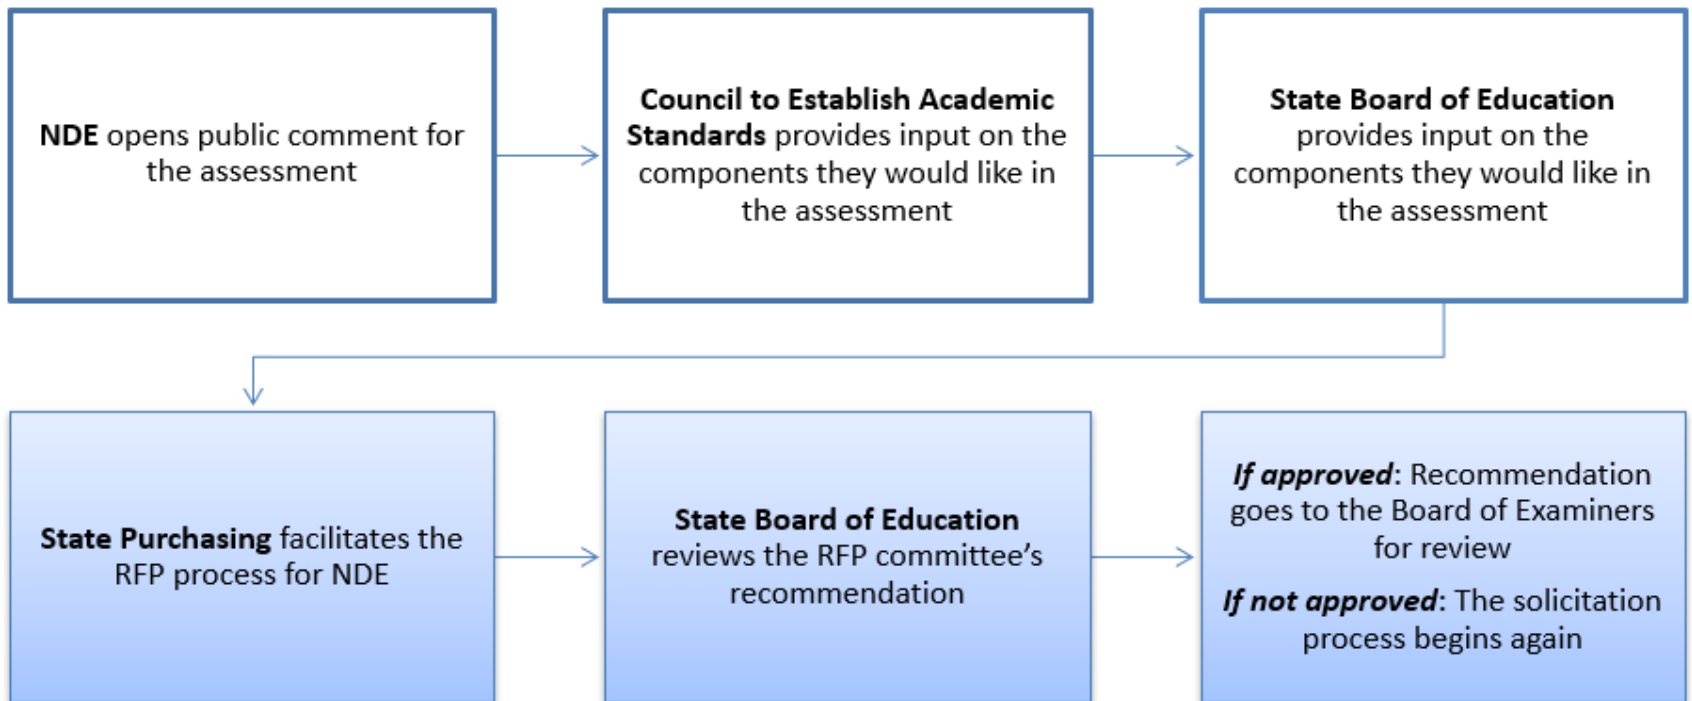 NDE opens public comment for
the assessment
Council to Establish Academic
Standards provides input on the
components they would like in
the assessment
State Board of Education
provides input on the
components they would like in
the assessment
State Purchasing facilitates the
RFP process for NDE
State Board of Education
reviews the RFP committee’s
recommendation
If approved: Recommendation
goes to the Board of Examiners
for review
If not approved: The solicitation
process begins again